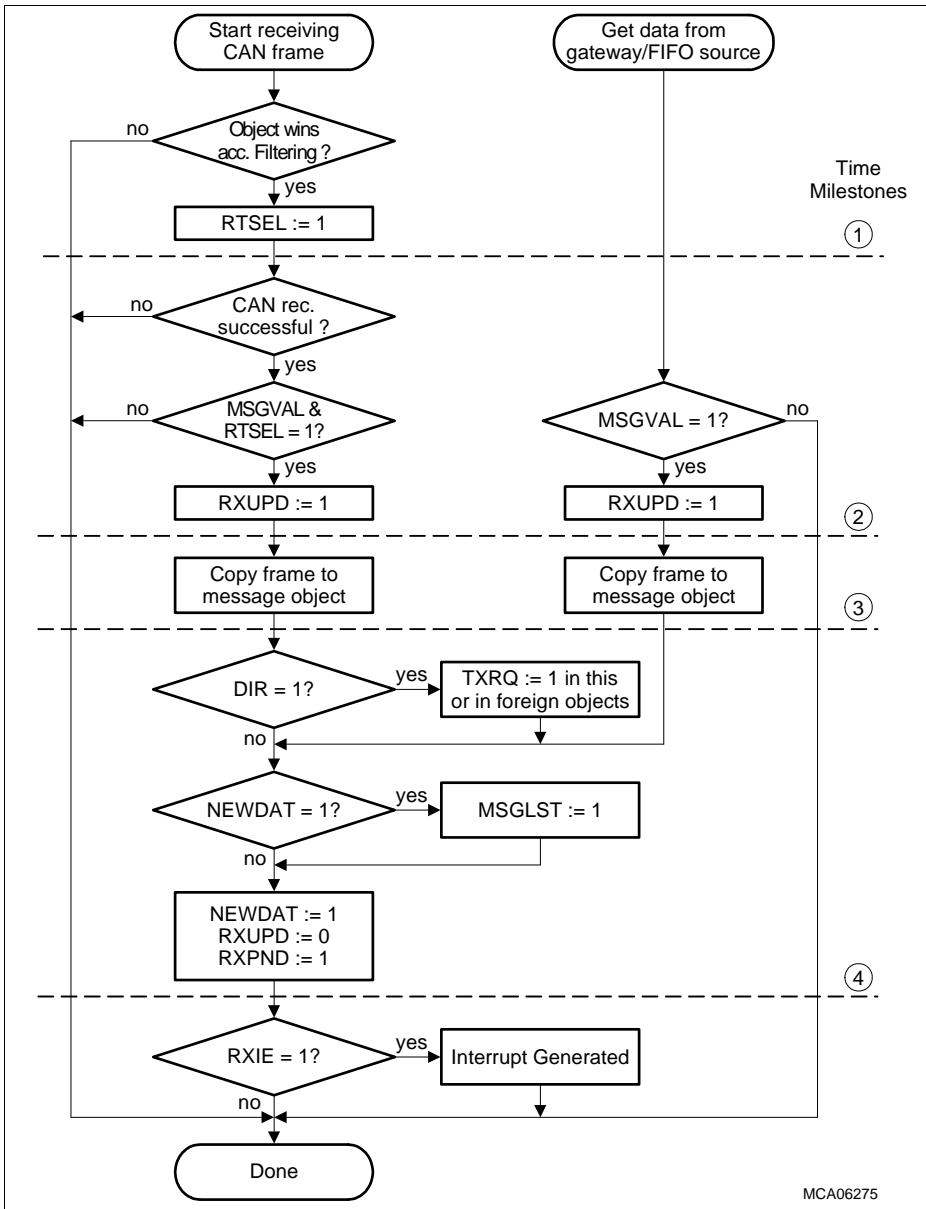 Start receiving
CAN frame
Get data from
gateway/FIFO source
no
Object wins
acc. Filtering ?
yes
Time
Milestones
RTSEL := 1
1
no
CAN rec.
successful ?
yes
no
MSGVAL &
RTSEL = 1?
MSGVAL = 1?
no
yes
yes
RXUPD := 1
RXUPD := 1
2
Copy frame to
message object
Copy frame to
message object
3
DIR = 1?
yes
TXRQ := 1 in this
or in foreign objects
no
NEWDAT = 1?
yes
MSGLST := 1
no
NEWDAT := 1
RXUPD := 0
RXPND := 1
4
RXIE = 1?
yes
Interrupt Generated
no
Done
MCA06275